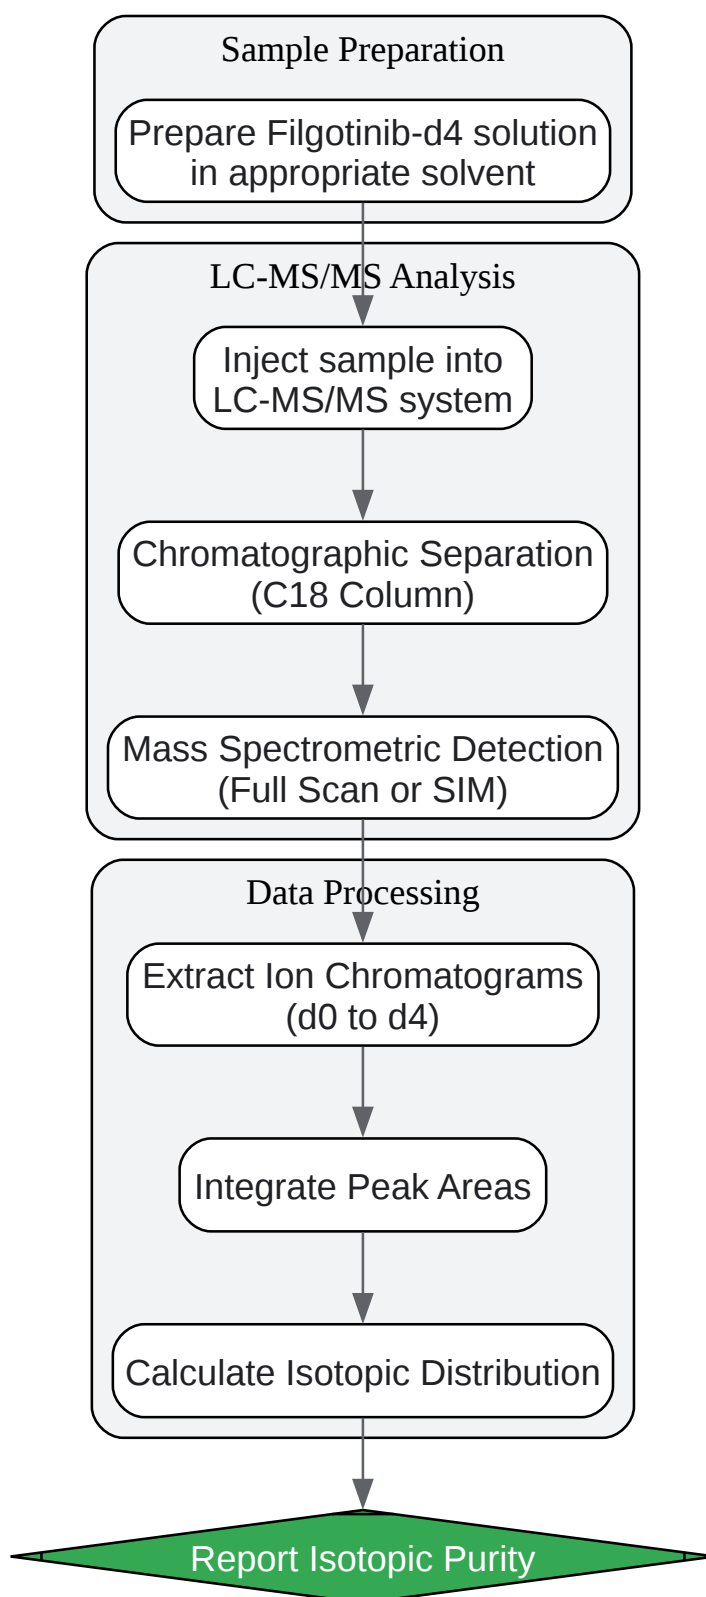 Sample Preparation
Prepare Filgotinib-d4 solution
in appropriate solvent
LC-MS/MS Analysis
Inject sample into
LC-MS/MS system
Chromatographic Separation
(C18 Column)
Mass Spectrometric Detection
(Full Scan or SIM)
Data Processing
Extract Ion Chromatograms
(d0 to d4)
Integrate Peak Areas
Calculate Isotopic Distribution
Report Isotopic Purity